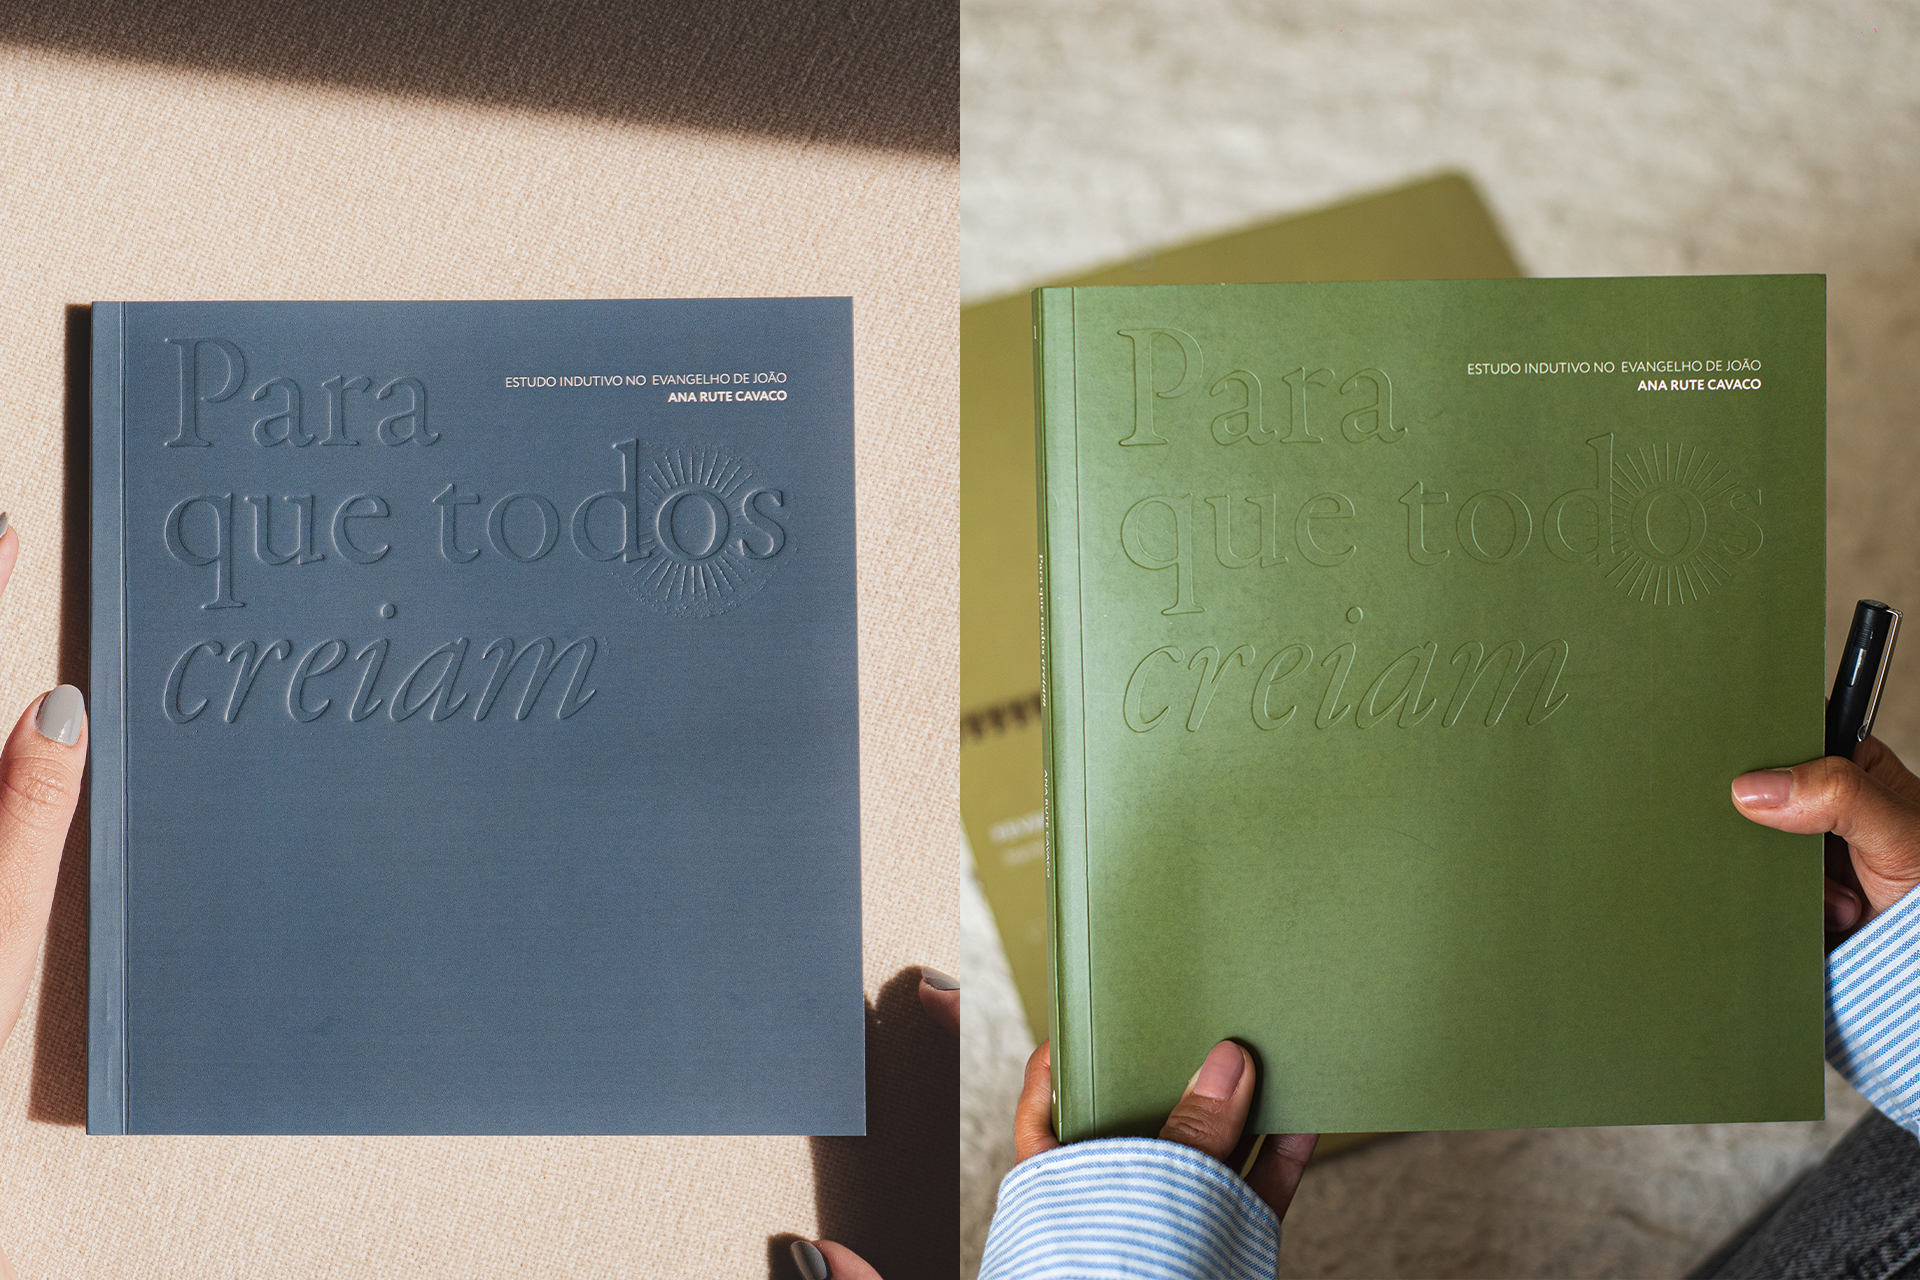 Para
que todos
creiam
ESTUDO INDUTIVO NO EVANGELHO DE JOÃO
ANA RUTE CAVACO
Para
que todos
creiam
ESTUDO INDUTIVO NO EVANGELHO DE JOÃO
ANA RUTE CAVACO
Para que todos creiam
ANA RUTE CAVACO